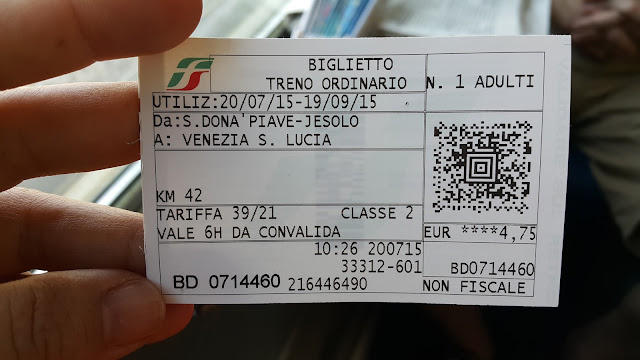 BIGLIETTO
TRENO ORDINARIO
N. 1 ADULTI
UTILIZ:20/07/15-19/09/15
Da:S.DONA'PIAVE-JESOLO
A: VENEZIA S. LUCIA
KM 42
TARIFFA 39/21 CLASSE 2
VALE 6H DA CONVALIDA
EUR ****4,75
10:26 200715
33312-601
BD0714460
BD 0714460 216446490
NON FISCALE